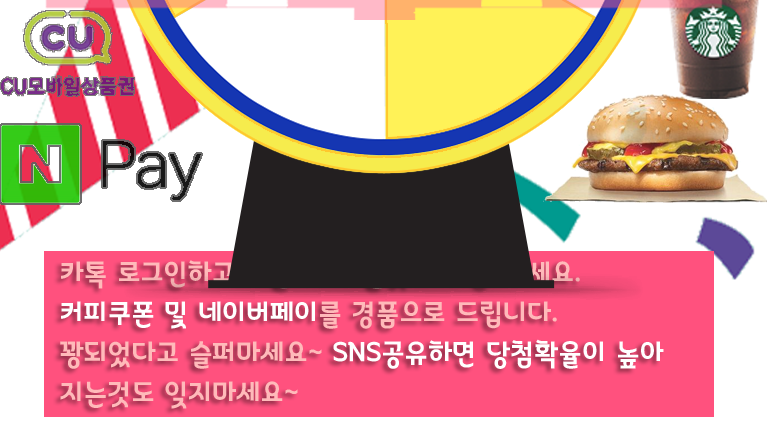 CU
CU모바일상품권
N Pay
카톡 로그인하고 세요.
커피쿠폰 및 네이버페이를 경품으로 드립니다.
꽝되었다고 슬퍼마세요~ SNS공유하면 당첨확율이 높아
지는것도 잊지마세요~